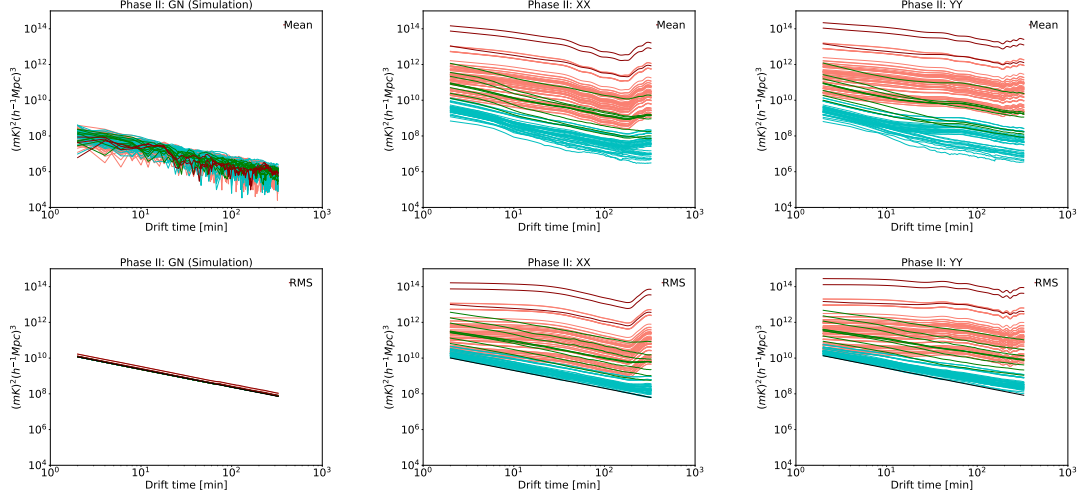 Phase II: GN (Simulation)
Mean
10^14
10^12
10^10
10^8
10^6
10^4
(mK)^2(h^−1Mpc)^3
10^0 10^1 10^2 10^3
Drift time [min]
Phase II: XX
Mean
10^14
10^12
10^10
10^8
10^6
10^4
(mK)^2(h^−1Mpc)^3
10^0 10^1 10^2 10^3
Drift time [min]
Phase II: YY
Mean
10^14
10^12
10^10
10^8
10^6
10^4
(mK)^2(h^−1Mpc)^3
10^0 10^1 10^2 10^3
Drift time [min]
Phase II: GN (Simulation)
RMS
10^14
10^12
10^10
10^8
10^6
10^4
(mK)^2(h^−1Mpc)^3
10^0 10^1 10^2 10^3
Drift time [min]
Phase II: XX
RMS
10^14
10^12
10^10
10^8
10^6
10^4
(mK)^2(h^−1Mpc)^3
10^0 10^1 10^2 10^3
Drift time [min]
Phase II: YY
RMS
10^14
10^12
10^10
10^8
10^6
10^4
(mK)^2(h^−1Mpc)^3
10^0 10^1 10^2 10^3
Drift time [min]